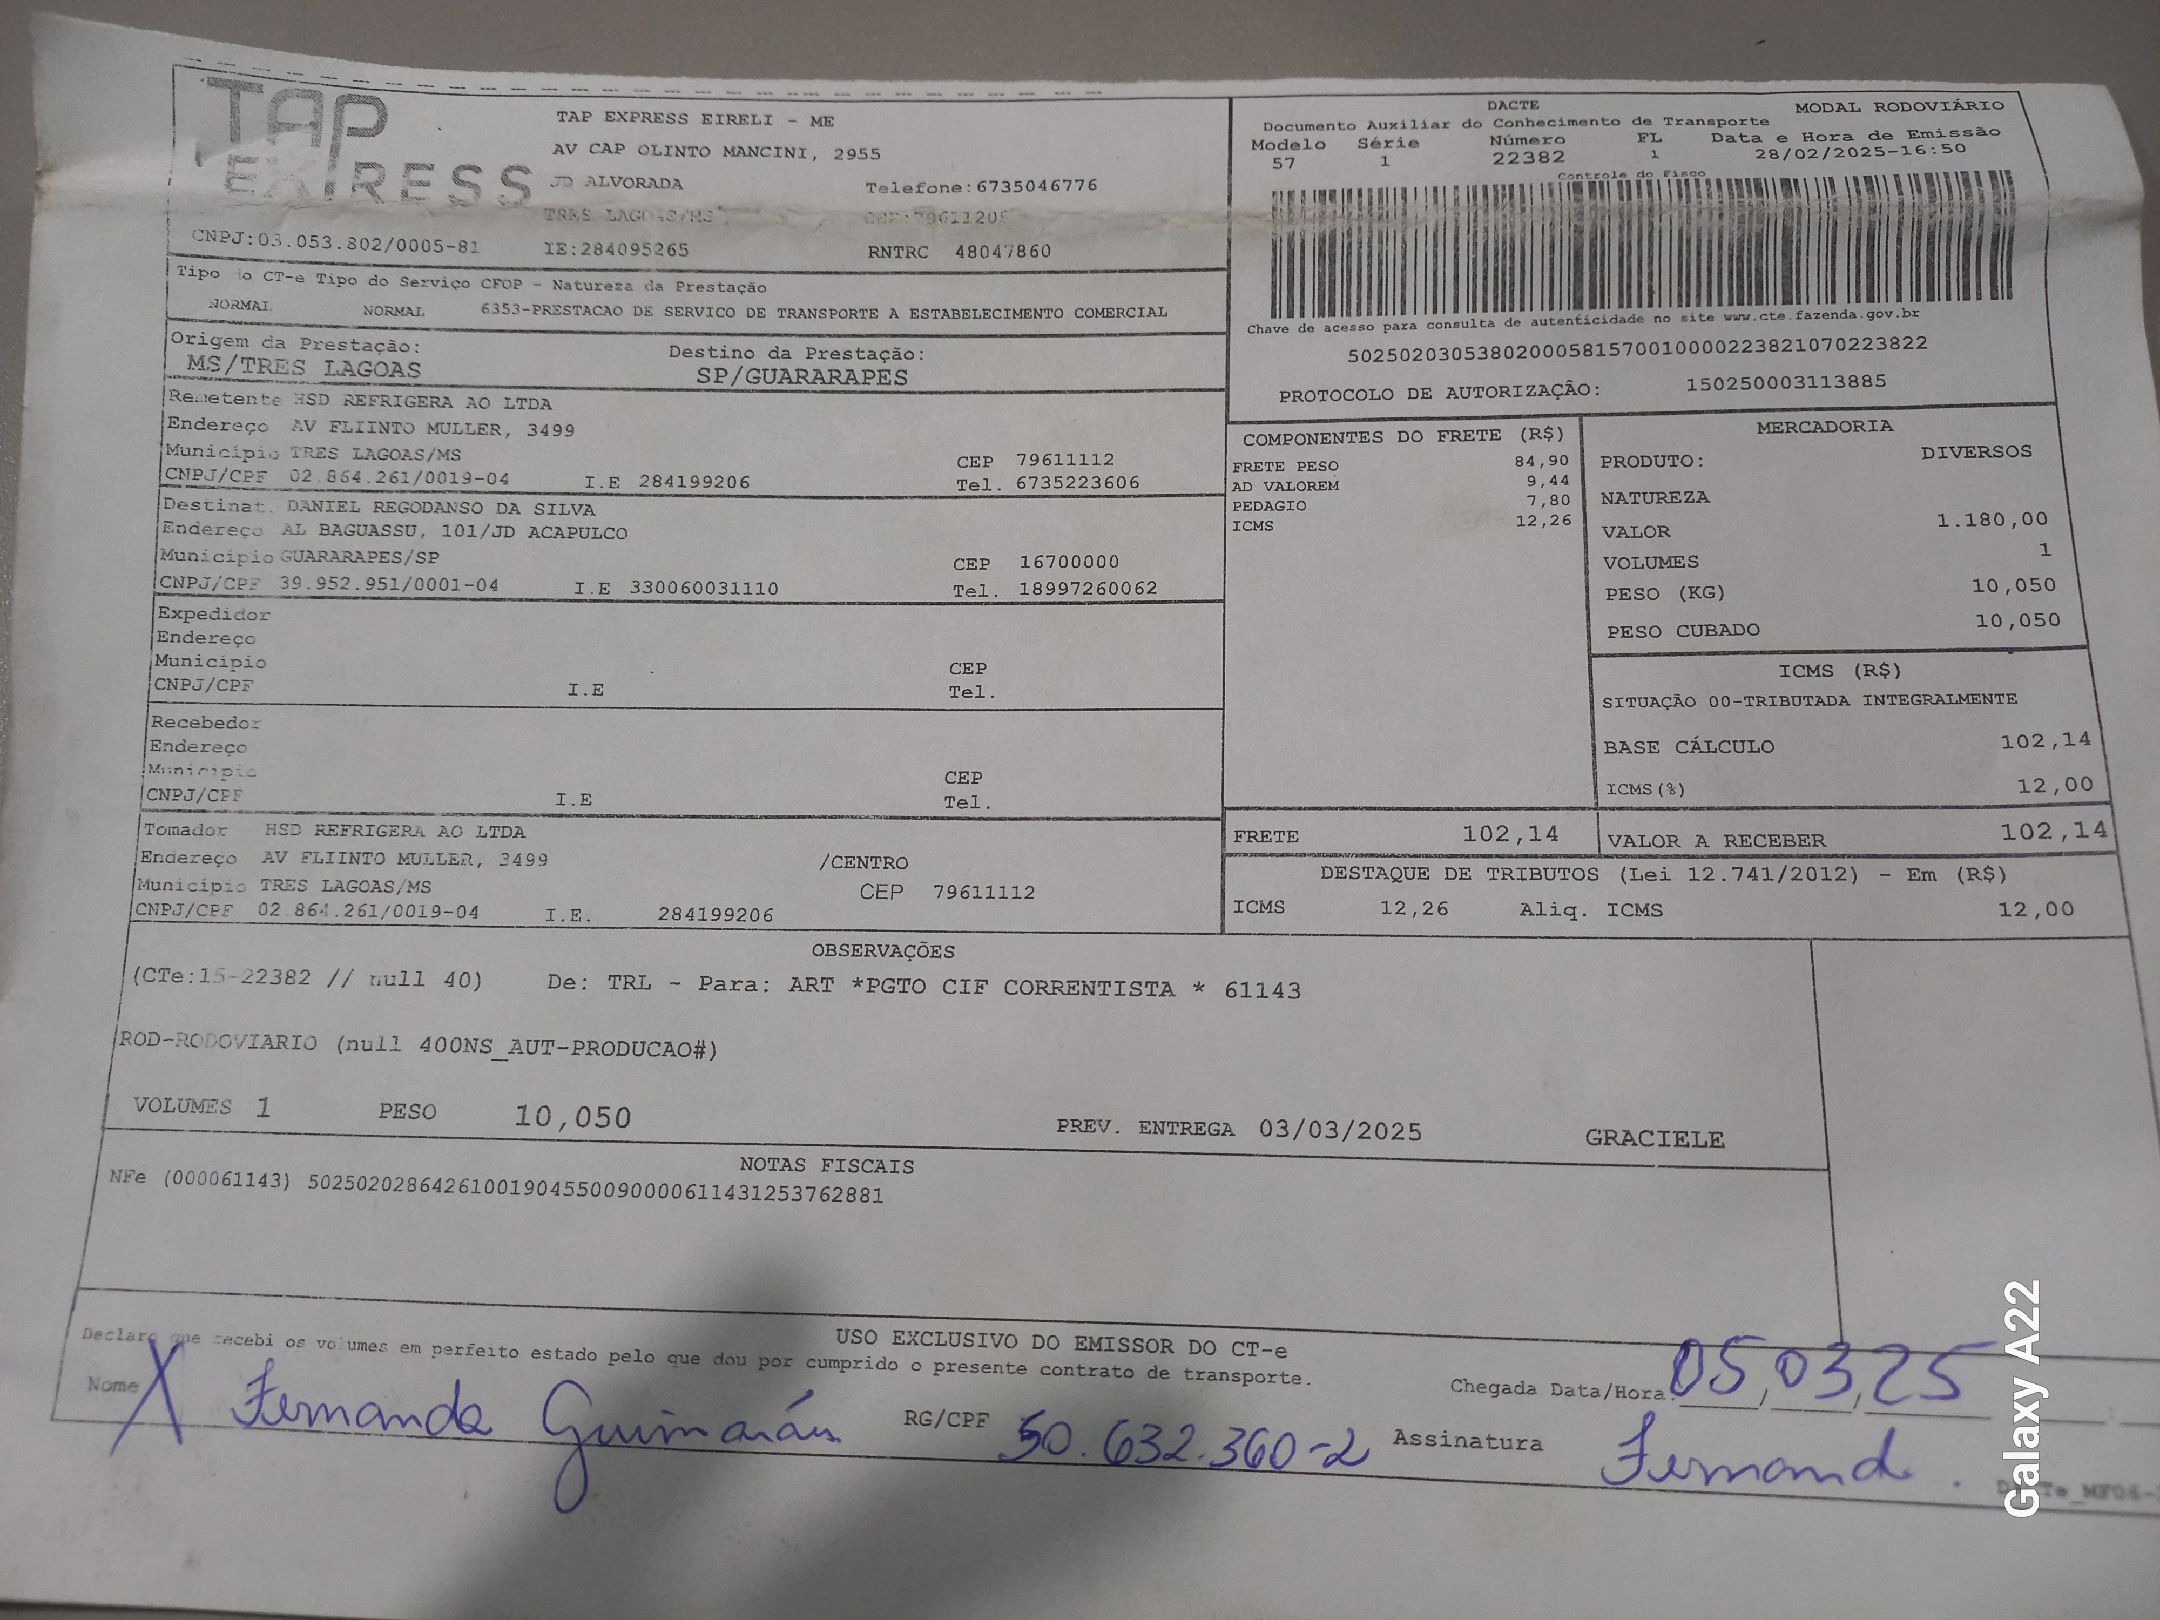 TAP
EXPRESS
TAP EXPRESS EIRELI - ME
AV CAP OLINTO MANCINI, 2955
JD ALVORADA Telefone:6735046776
TRES LAGOAS/MS
CNPJ:03.053.802/0005-81 IE:284095265 RNTRC 48047860
DACTE MODAL RODOVIÁRIO
Documento Auxiliar do Conhecimento de Transporte
Modelo Série Número FL Data e Hora de Emissão
57 1 22382 1 28/02/2025-16:50
Controle do Fisco
Chave de acesso para consulta de autenticidade no site www.cte.fazenda.gov.br
50250203053802000581570010000223821070223822
PROTOCOLO DE AUTORIZAÇÃO: 150250003113885
Tipo do CT-e Tipo do Serviço CFOP - Natureza da Prestação
NORMAL NORMAL 6353-PRESTACAO DE SERVICO DE TRANSPORTE A ESTABELECIMENTO COMERCIAL
Origem da Prestação: Destino da Prestação:
MS/TRES LAGOAS SP/GUARARAPES
Remetente HSD REFRIGERA AO LTDA
Endereço AV FLIINTO MULLER, 3499
Município TRES LAGOAS/MS CEP 79611112
CNPJ/CPF 02.864.261/0019-04 I.E 284199206 Tel. 6735223606
Destinat. DANIEL REGODANSO DA SILVA
Endereço AL BAGUASSU, 101/JD ACAPULCO
Município GUARARAPES/SP CEP 16700000
CNPJ/CPF 39.952.951/0001-04 I.E 330060031110 Tel. 18997260062
Expedidor
Endereço
Município CEP
CNPJ/CPF I.E Tel.
Recebedor
Endereço
Município CEP
CNPJ/CPF I.E Tel.
Tomador HSD REFRIGERA AO LTDA
Endereço AV FLIINTO MULLER, 3499 /CENTRO
Município TRES LAGOAS/MS CEP 79611112
CNPJ/CPF 02.864.261/0019-04 I.E. 284199206
COMPONENTES DO FRETE (R$)
FRETE PESO 84,90
AD VALOREM 9,44
PEDAGIO 7,80
ICMS 12,26
MERCADORIA
PRODUTO: DIVERSOS
NATUREZA
VALOR 1.180,00
VOLUMES 1
PESO (KG) 10,050
PESO CUBADO 10,050
ICMS (R$)
SITUAÇÃO 00-TRIBUTADA INTEGRALMENTE
BASE CÁLCULO 102,14
ICMS(%) 12,00
FRETE 102,14 VALOR A RECEBER 102,14
DESTAQUE DE TRIBUTOS (Lei 12.741/2012) - Em (R$)
ICMS 12,26 Aliq. ICMS 12,00
OBSERVAÇÕES
(CTe:15-22382 // null 40) De: TRL - Para: ART *PGTO CIF CORRENTISTA * 61143
ROD-RODOVIARIO (null 400NS_AUT-PRODUCAO#)
VOLUMES 1 PESO 10,050 PREV. ENTREGA 03/03/2025 GRACIELE
NOTAS FISCAIS
NFe (000061143) 50250202864261001904550090000611431253762881
USO EXCLUSIVO DO EMISSOR DO CT-e
Declaro que recebi os volumes em perfeito estado pelo que dou por cumprido o presente contrato de transporte.
Chegada Data/Hora: 05,03,25
Nome X Fernanda Guimarães RG/CPF 50.632.360-2 Assinatura Fernand.
Galaxy A22